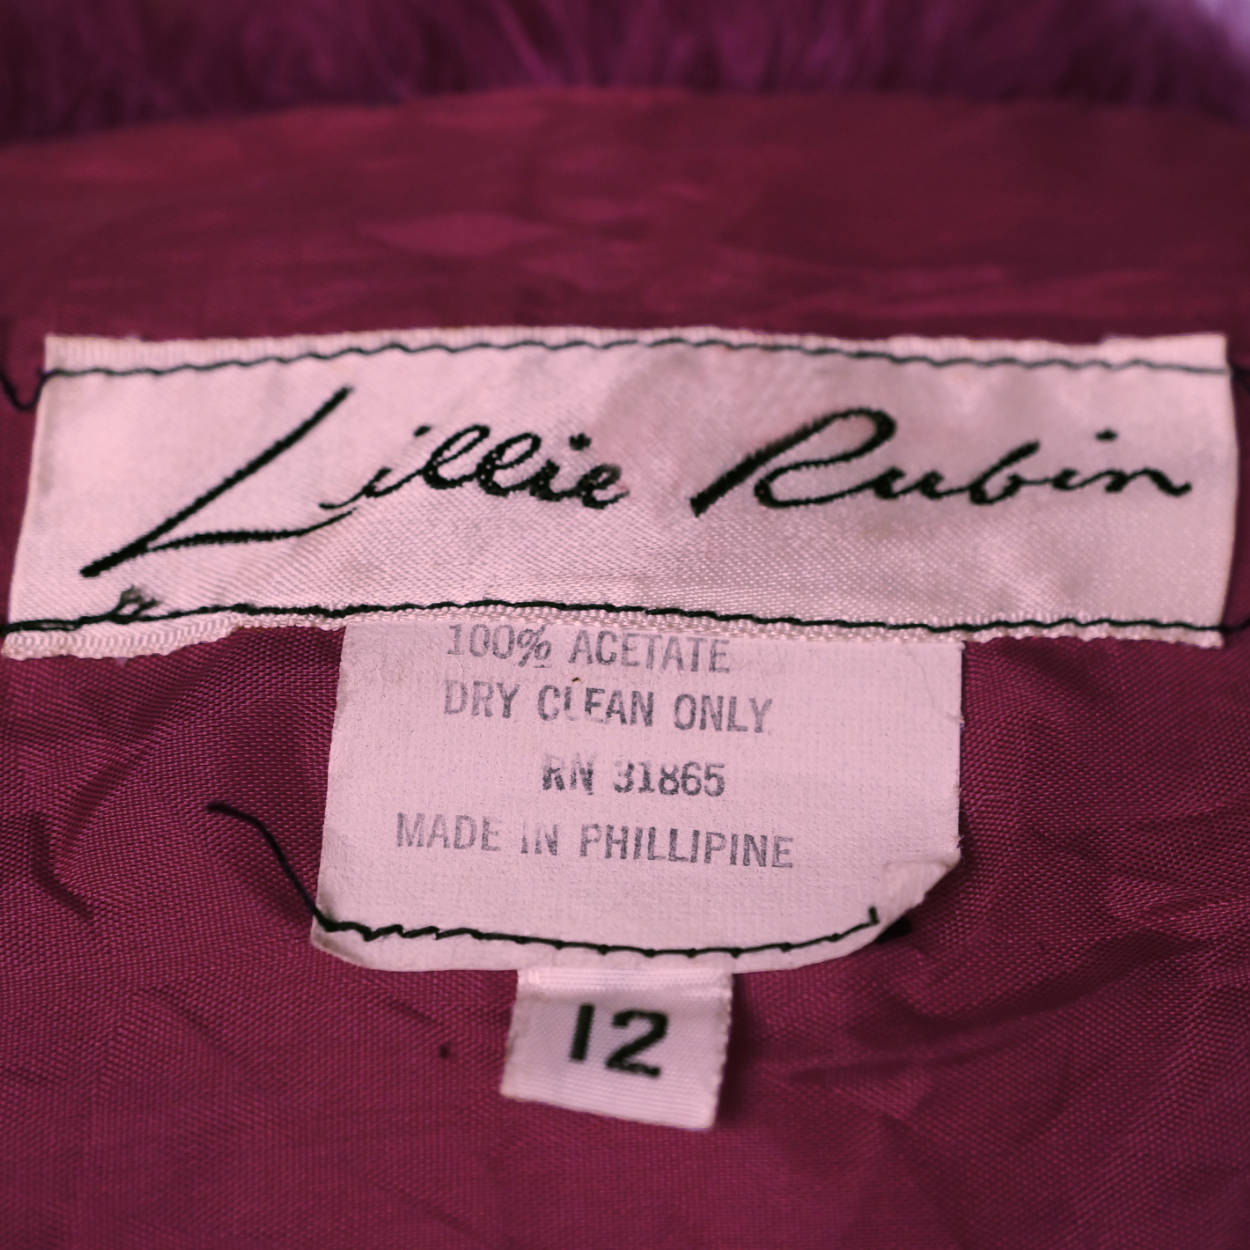 Lillie Rubin
100% ACETATE
DRY CLEAN ONLY
RN 31865
MADE IN PHILLIPINE
12